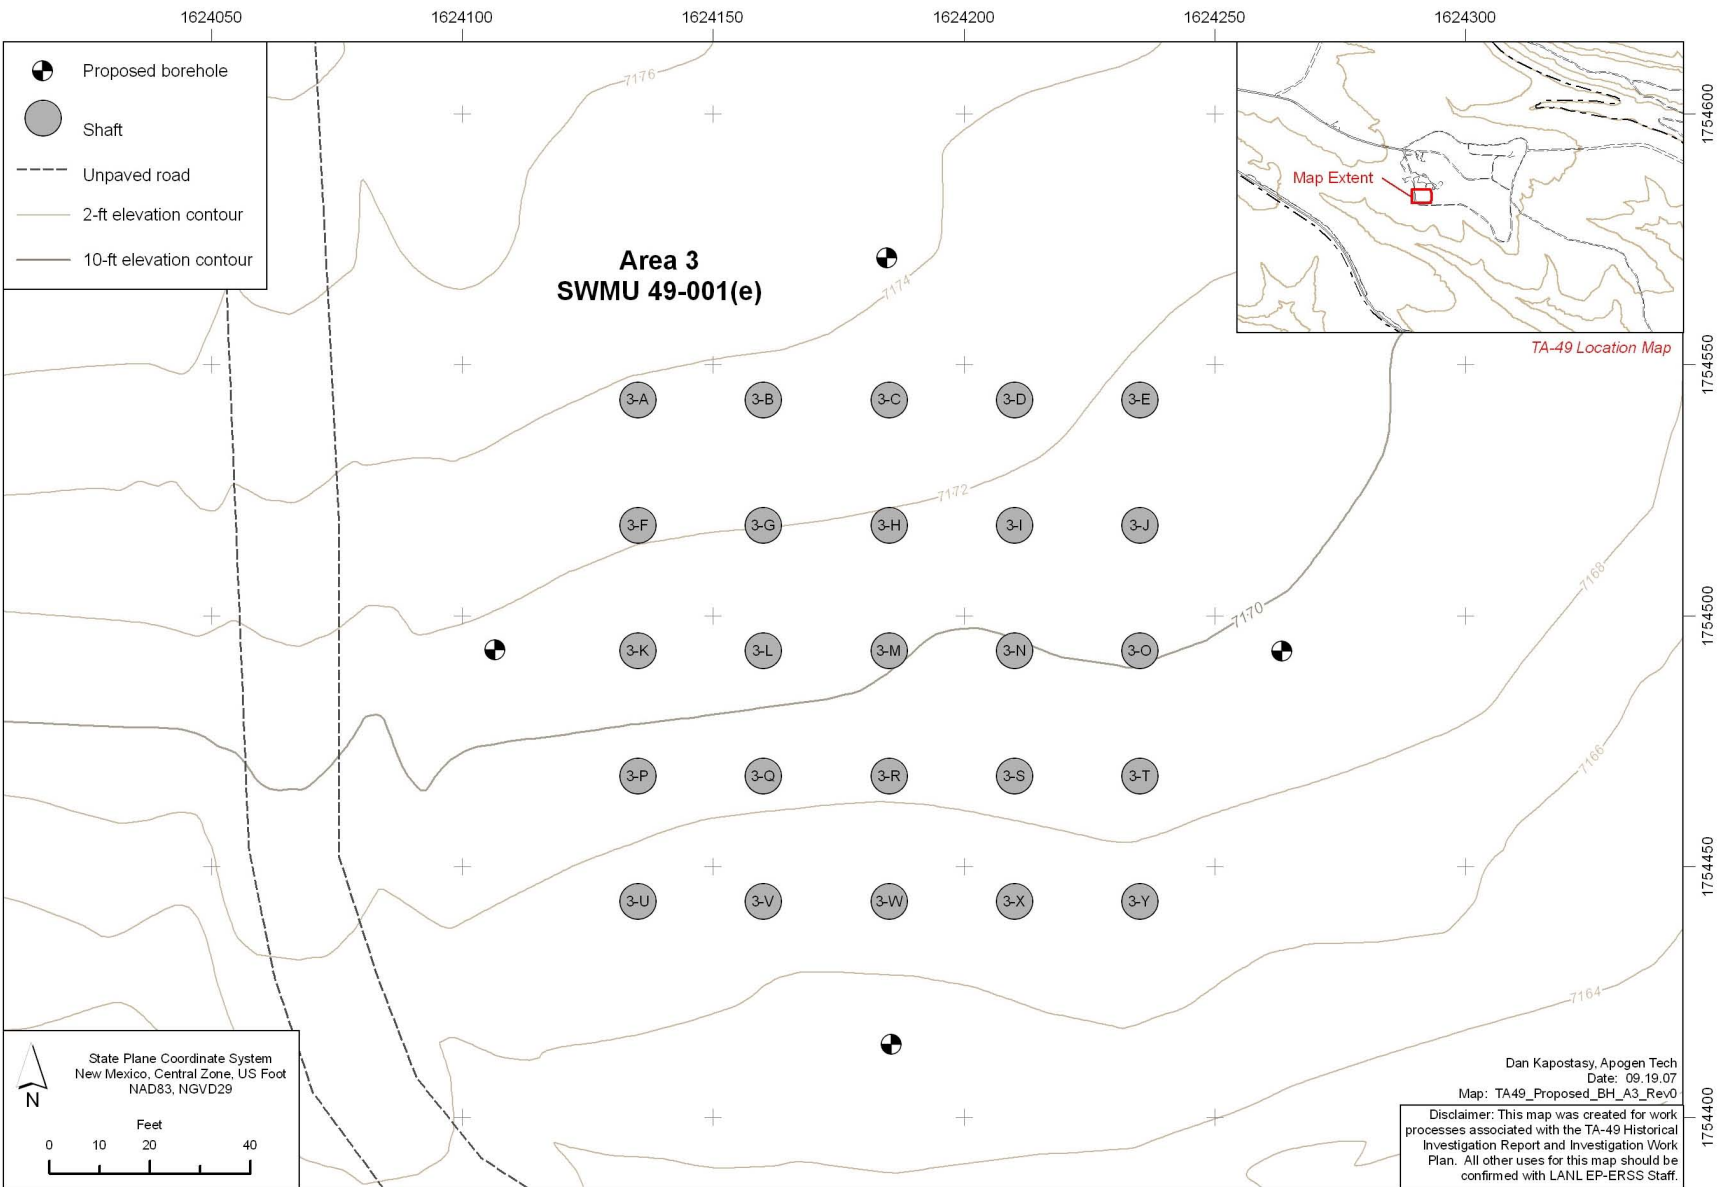 1624050 1624100 1624150 1624200 1624250 1624300
Proposed borehole
Shaft
Unpaved road
2-ft elevation contour
10-ft elevation contour
7176
Area 3
SWMU 49-001(e)
7174
Map Extent
TA-49 Location Map
1754600
1754550
3-A 3-B 3-C 3-D 3-E
7172
3-F 3-G 3-H 3-I 3-J
7168
7170
1754500
3-K 3-L 3-M 3-N 3-O
7166
3-P 3-Q 3-R 3-S 3-T
1754450
3-U 3-V 3-W 3-X 3-Y
7164
1754400
N
State Plane Coordinate System
New Mexico, Central Zone, US Foot
NAD83, NGVD29
Feet
0 10 20 40
Dan Kapostasy, Apogen Tech
Date: 09.19.07
Map: TA49_Proposed_BH_A3_Rev0
Disclaimer: This map was created for work
processes associated with the TA-49 Historical
Investigation Report and Investigation Work
Plan. All other uses for this map should be
confirmed with LANL EP-ERSS Staff.